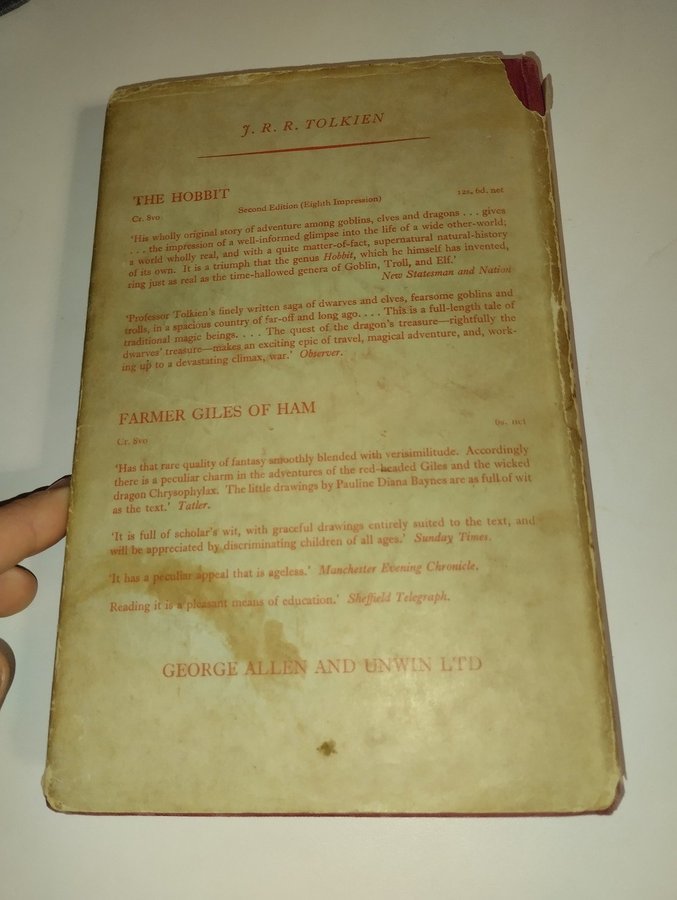 J. R. R. TOLKIEN
THE HOBBIT
Cr. 8vo Second Edition (Eighth Impression) 12s. 6d. net
'His wholly original story of adventure among goblins, elves and dragons . . . gives
. . . the impression of a well-informed glimpse into the life of a wide other-world;
a world wholly real, and with a quite matter-of-fact, supernatural natural-history
of its own. It is a triumph that the genus Hobbit, which he himself has invented,
ring just as real as the time-hallowed genera of Goblin, Troll, and Elf.'
New Statesman and Nation
'Professor Tolkien's finely written saga of dwarves and elves, fearsome goblins and
trolls, in a spacious country of far-off and long ago. . . . This is a full-length tale of
traditional magic beings. . . . The quest of the dragon's treasure—rightfully the
dwarves' treasure—makes an exciting epic of travel, magical adventure, and, work-
ing up to a devastating climax, war.' Observer.
FARMER GILES OF HAM
Cr. 8vo 6s. net
'Has that rare quality of fantasy smoothly blended with verisimilitude. Accordingly
there is a peculiar charm in the adventures of the red-headed Giles and the wicked
dragon Chrysophylax. The little drawings by Pauline Diana Baynes are as full of wit
as the text.' Tatler.
'It is full of scholar's wit, with graceful drawings entirely suited to the text, and
will be appreciated by discriminating children of all ages.' Sunday Times.
'It has a peculiar appeal that is ageless.' Manchester Evening Chronicle.
Reading it is a pleasant means of education.' Sheffield Telegraph.
GEORGE ALLEN AND UNWIN LTD